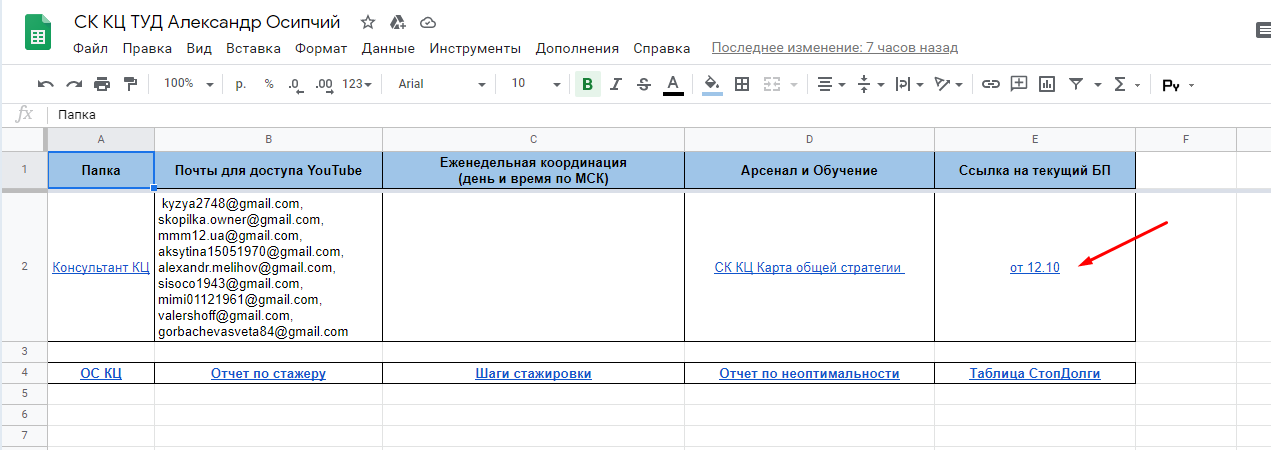 СК КЦ ТУД Александр Осипчий
Файл Правка Вид Вставка Формат Данные Инструменты Дополнения Справка Последнее изменение: 7 часов назад
100% р. % .0 .00 123 Arial 10 B I S A Σ Ру
fx Папка
A B C D E F
1 Папка Почты для доступа YouTube Еженедельная координация
(день и время по МСК) Арсенал и Обучение Ссылка на текущий БП
kyzya2748@gmail.com,
skopilka.owner@gmail.com,
mmm12.ua@gmail.com,
aksytina15051970@gmail.com,
2 Консультант КЦ alexandr.melihov@gmail.com, СК КЦ Карта общей стратегии от 12.10
sisoco1943@gmail.com,
mimi01121961@gmail.com,
valershoff@gmail.com,
gorbachevasveta84@gmail.com
3
4 ОС КЦ Отчет по стажеру Шаги стажировки Отчет по неоптимальности Таблица СтопДолги
5
6
7